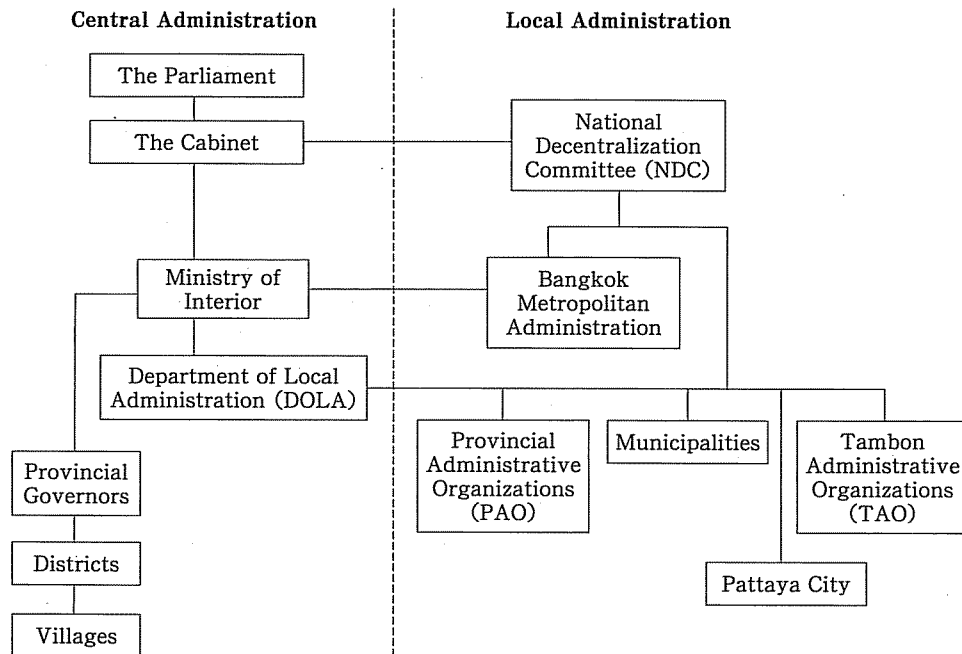 Central Administration
Local Administration
The Parliament
The Cabinet
National
Decentralization
Committee (NDC)
Ministry of
Interior
Bangkok
Metropolitan
Administration
Department of Local
Administration (DOLA)
Provincial
Administrative
Organizations
(PAO)
Municipalities
Tambon
Administrative
Organizations
(TAO)
Provincial
Governors
Districts
Pattaya City
Villages